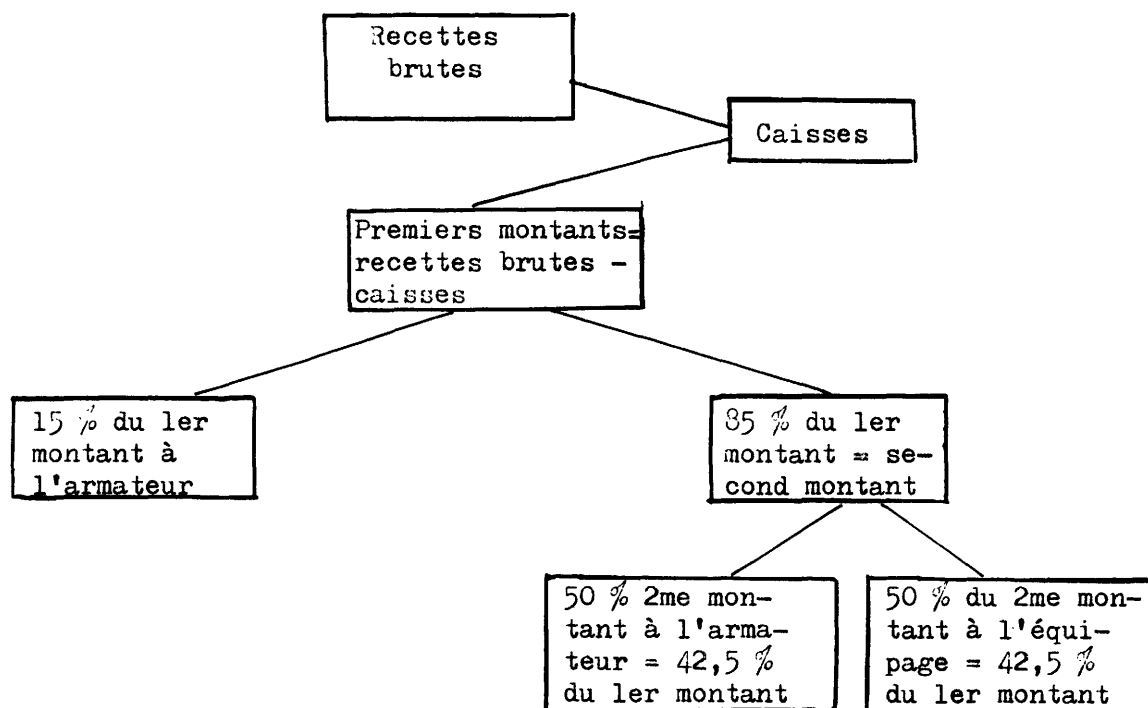 Recettes
brutes
Caisses
Premiers montants=
recettes brutes -
caisses
15 % du 1er
montant à
l'armateur
85 % du 1er
montant = se-
cond montant
50 % 2me mon-
tant à l'arma-
teur = 42,5 %
du 1er montant
50 % du 2me mon-
tant à l'équi-
page = 42,5 %
du 1er montant